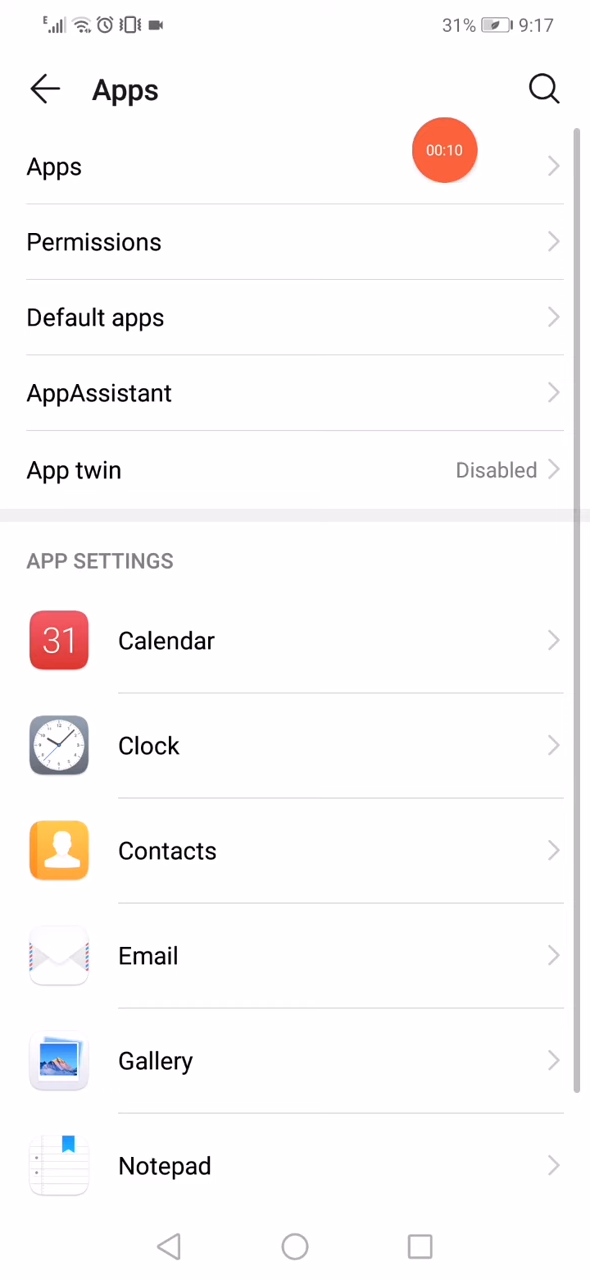 E 31% 9:17
Apps
00:10
Apps
Permissions
Default apps
AppAssistant
App twin Disabled
APP SETTINGS
31 Calendar
Clock
Contacts
Email
Gallery
Notepad